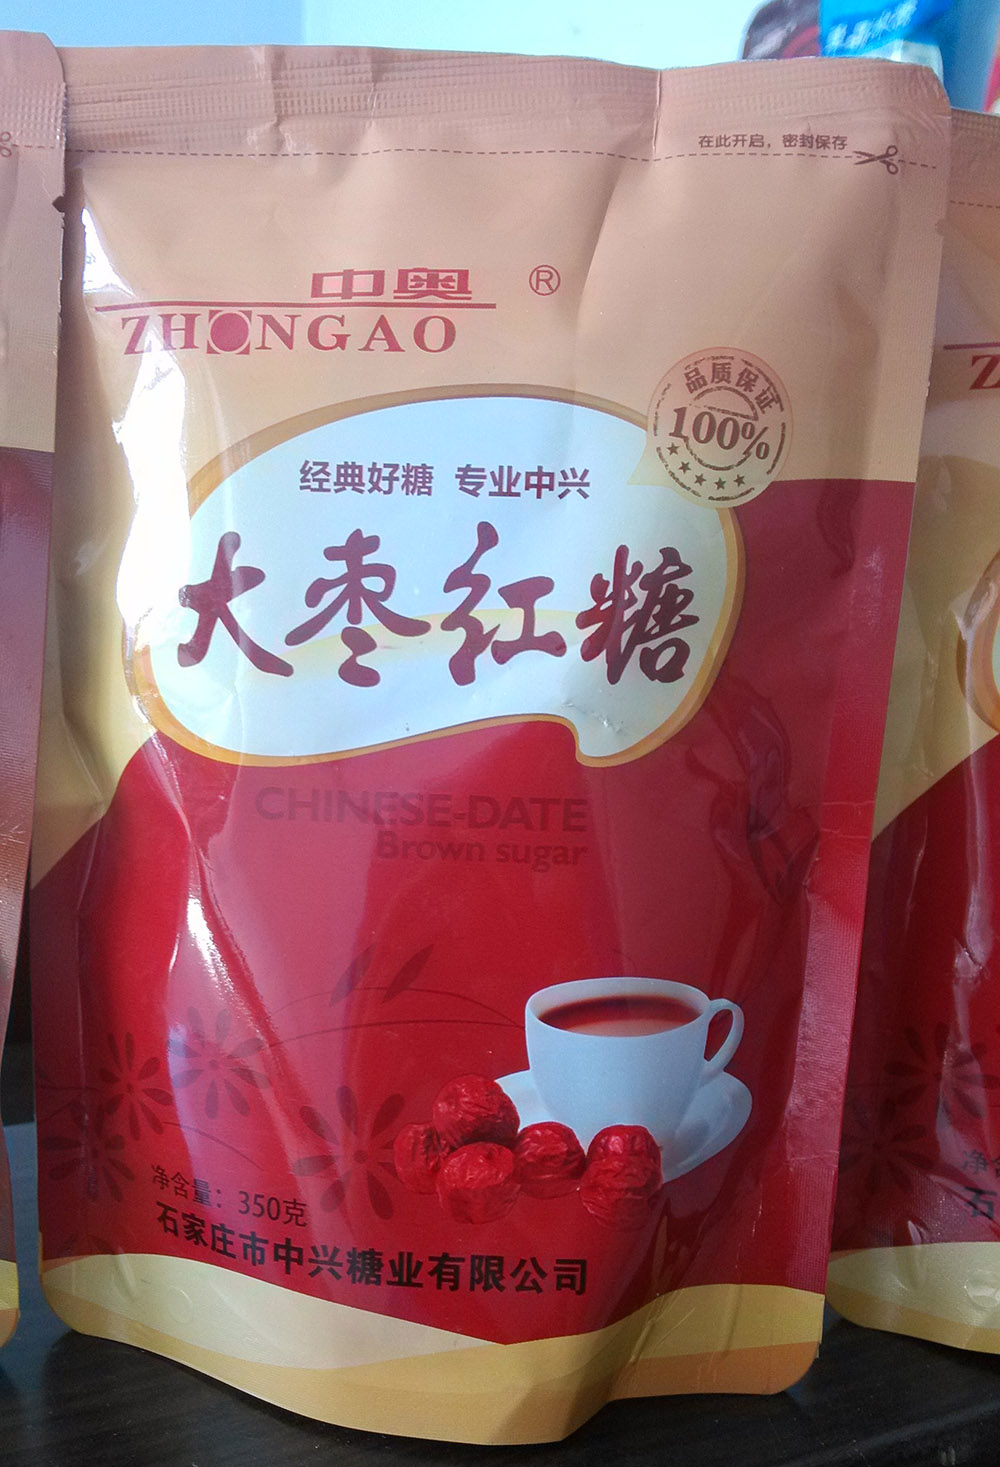 在此开启，密封保存
中奥 ®
ZHONGAO
品质保证
100%
经典好糖 专业中兴
大枣红糖
CHINESE-DATE
Brown sugar
净含量：350克
石家庄市中兴糖业有限公司
Z
净
石